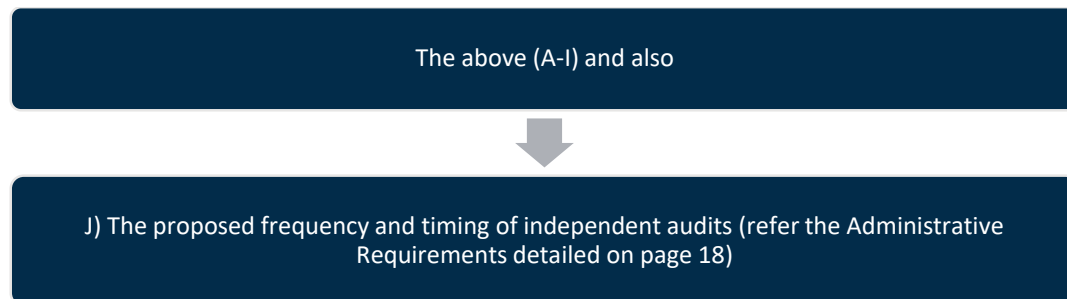 The above (A-I) and also
J) The proposed frequency and timing of independent audits (refer the Administrative
Requirements detailed on page 18)